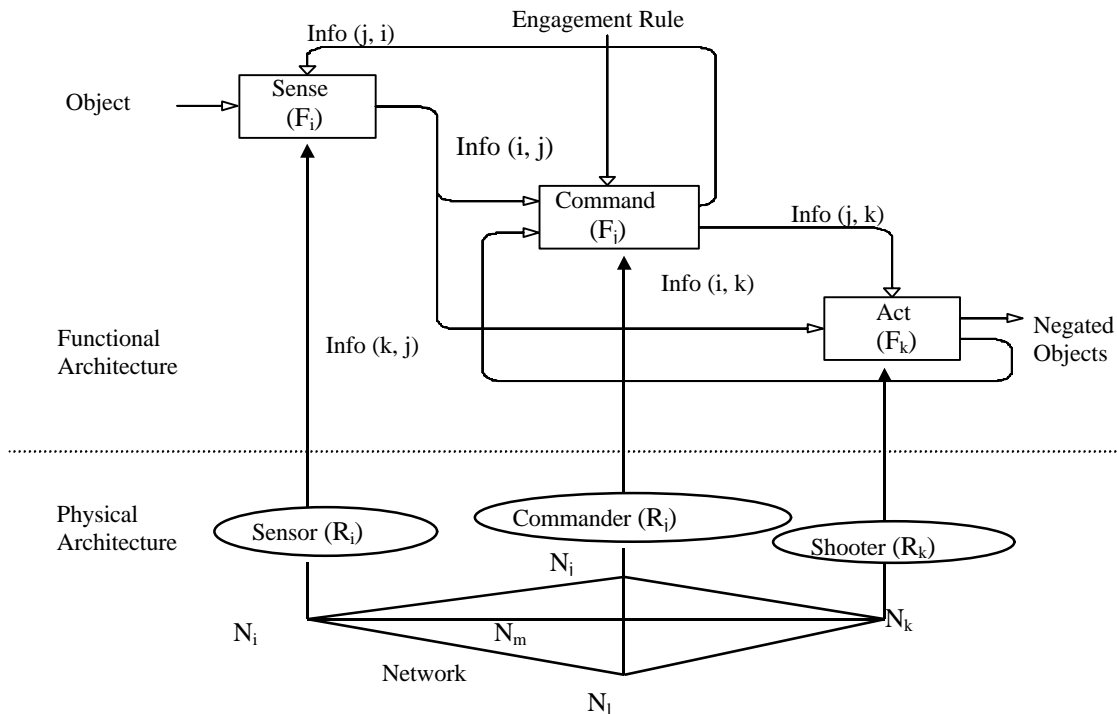 Engagement Rule
Info (j, i)
Object
Sense
(Fi)
Info (i, j)
Command
(Fj)
Info (j, k)
Info (i, k)
Act
(Fk)
Negated
Objects
Functional
Architecture
Info (k, j)
Physical
Architecture
Sensor (Ri)
Commander (Rj)
Shooter (Rk)
Nj
Ni
Nm
Nk
Network
Nl